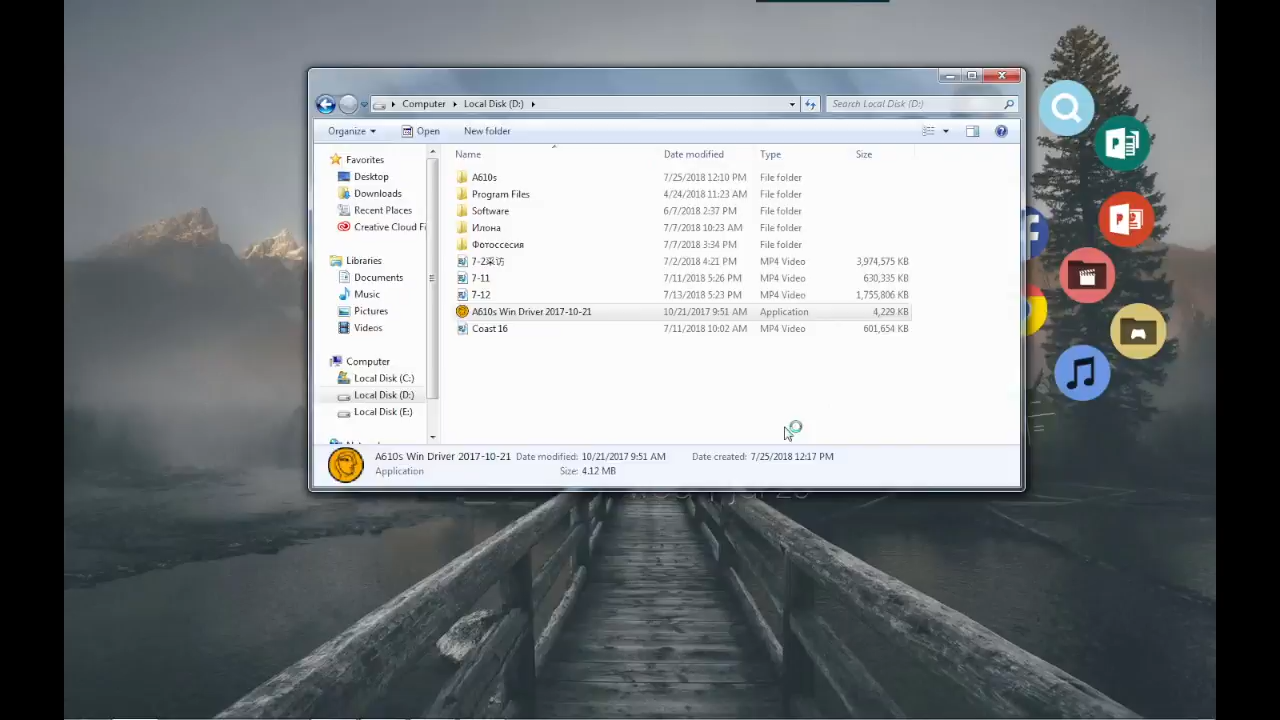 Computer Local Disk (D:)
Search Local Disk (D:)
Organize Open New folder
Name Date modified Type Size
Favorites
Desktop
Downloads
Recent Places
Creative Cloud Fi
Libraries
Documents
Music
Pictures
Videos
Computer
Local Disk (C:)
Local Disk (D:)
Local Disk (E:)
A610s 7/25/2018 12:10 PM File folder
Program Files 4/24/2018 11:23 AM File folder
Software 6/7/2018 2:37 PM File folder
Илона 7/7/2018 10:23 AM File folder
Фотоссесия 7/7/2018 3:34 PM File folder
7-2采访 7/2/2018 4:21 PM MP4 Video 3,974,575 KB
7-11 7/11/2018 5:26 PM MP4 Video 630,335 KB
7-12 7/13/2018 5:23 PM MP4 Video 1,755,806 KB
A610s Win Driver 2017-10-21 10/21/2017 9:51 AM Application 4,229 KB
Coast 16 7/11/2018 10:02 AM MP4 Video 601,654 KB
A610s Win Driver 2017-10-21 Date modified: 10/21/2017 9:51 AM Date created: 7/25/2018 12:17 PM
Application Size: 4.12 MB